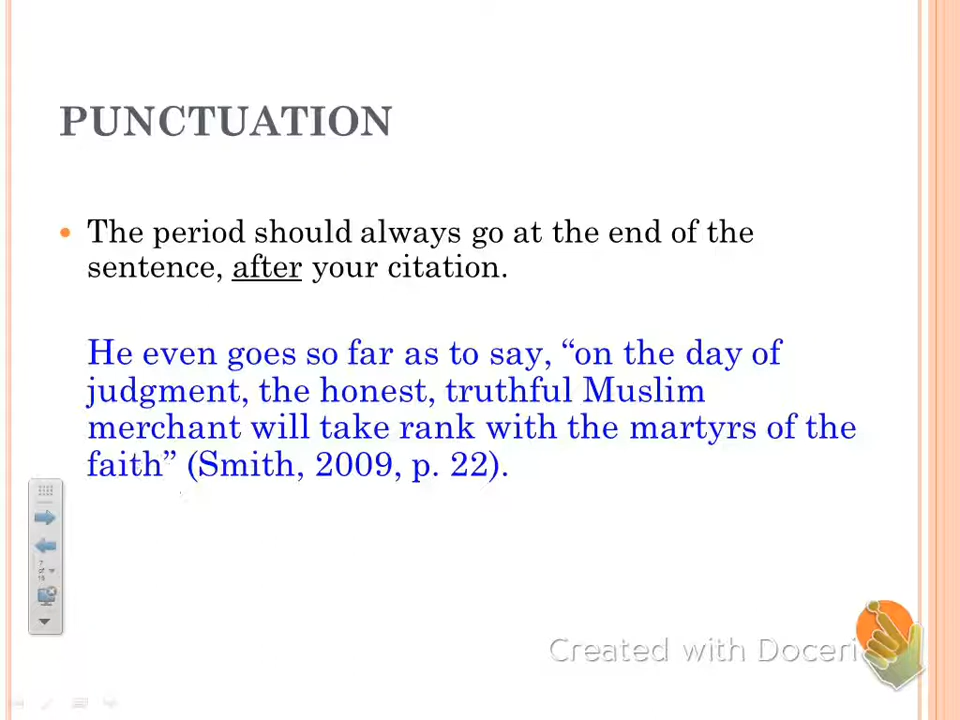 PUNCTUATION
• The period should always go at the end of the
sentence, after your citation.
He even goes so far as to say, “on the day of
judgment, the honest, truthful Muslim
merchant will take rank with the martyrs of the
faith” (Smith, 2009, p. 22).
7
of
Created with Doceri